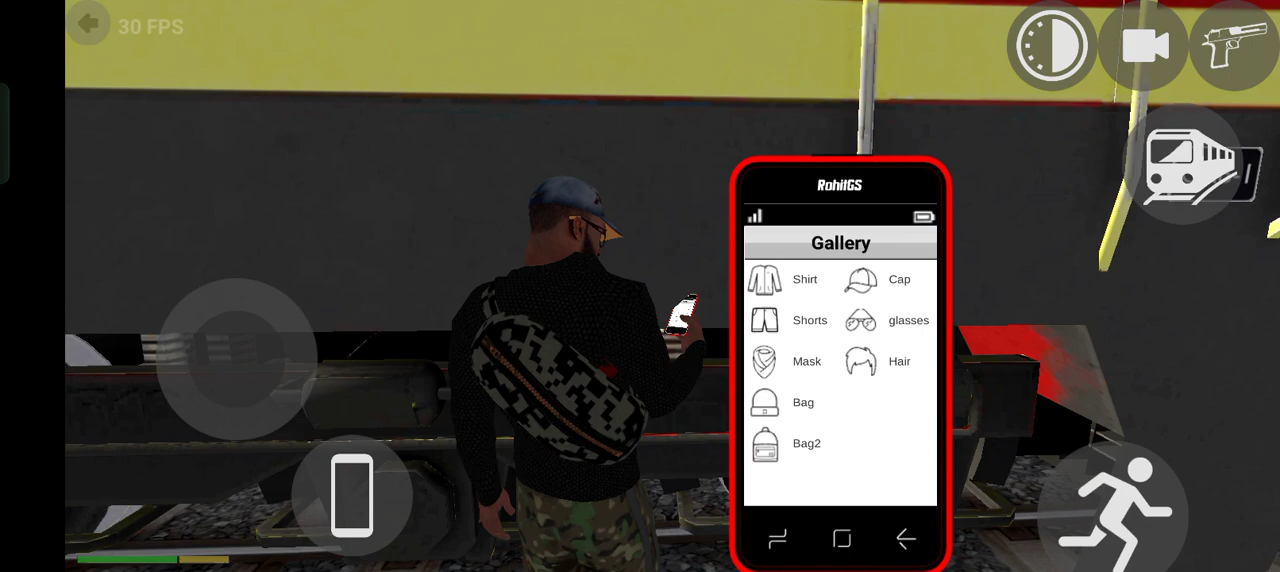 30 FPS
RohitGS
Gallery
Shirt
Cap
Shorts
glasses
Mask
Hair
Bag
Bag2